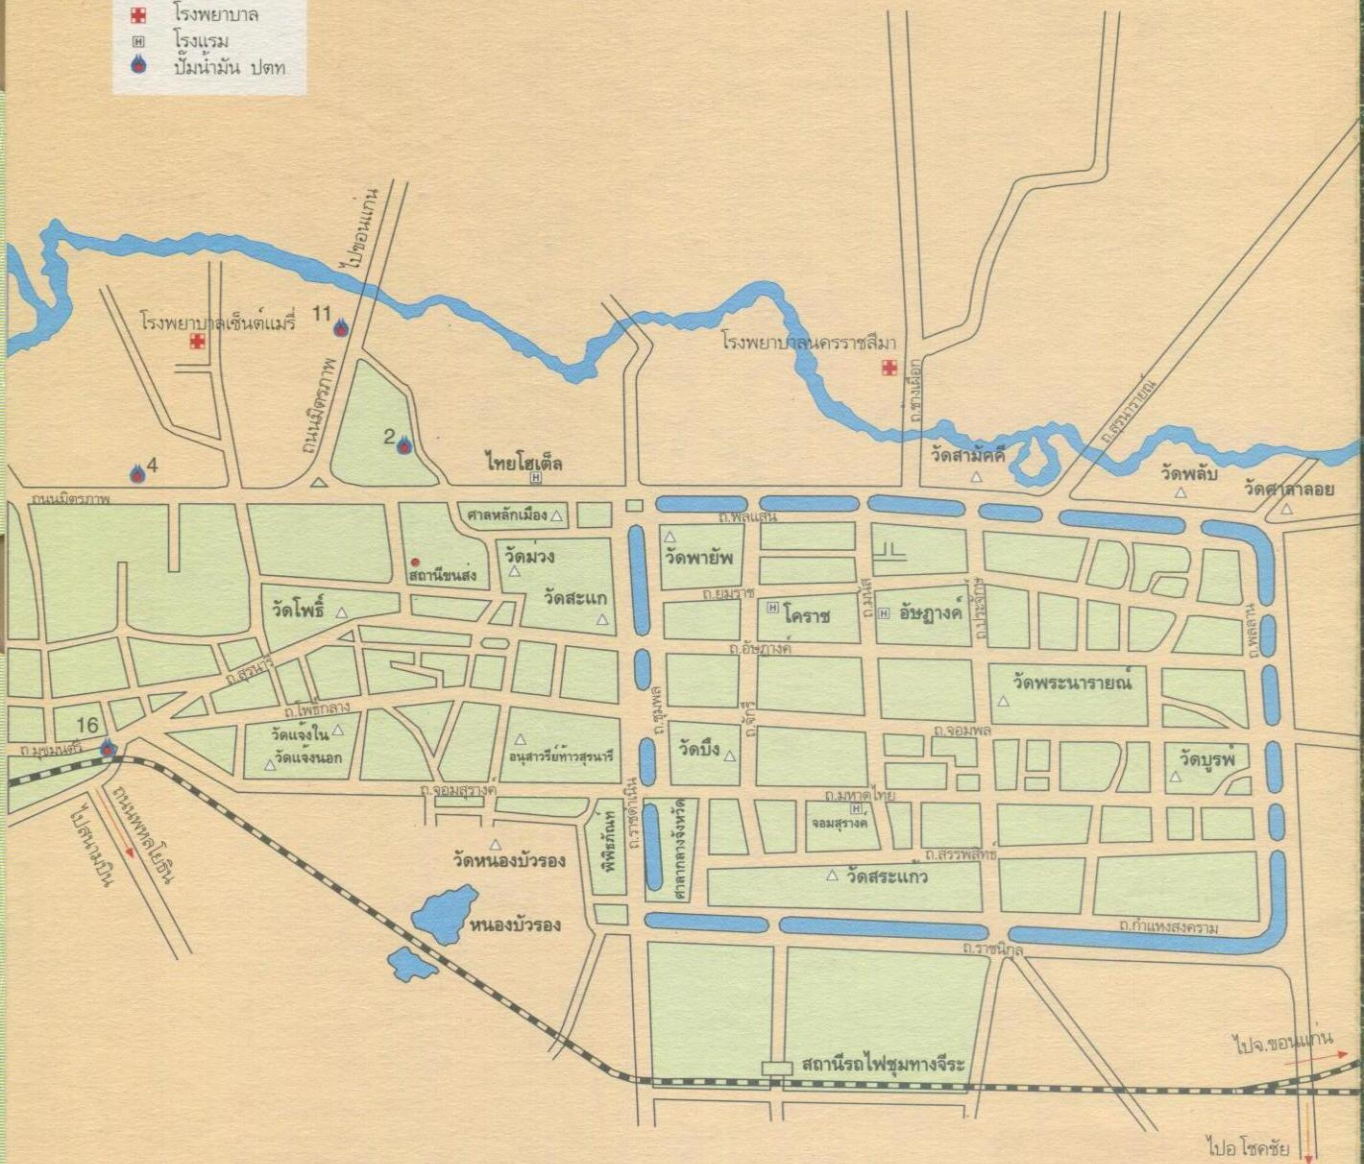 โรงพยาบาล
H โรงแรม
ปั๊มน้ำมัน ปตท
ไปขอนแก่น
โรงพยาบาลเซ็นต์แมรี่
11
โรงพยาบาลนครราชสีมา
ถ.ช้างเผือก
ถนนมิตรภาพ
ถ.สุรนารายณ์
2
4
ไทยโฮเต็ล
H
วัดสามัคคี
วัดพลับ
วัดศาลาลอย
ถนนมิตรภาพ
ศาลหลักเมือง
ถ.พลแสน
วัดม่วง
วัดพายัพ
สถานีขนส่ง
วัดสะแก
ถ.ยมราช
วัดโพธิ์
H โคราช
ถ.มนัส
H อัษฎางค์
ถ.ประจักษ์
ถ.พลลาน
ถ.อัษฎางค์
ถ.สุรนารี
วัดพระนารายณ์
ถ.โพธิ์กลาง
ถ.ชุมพล
ถ.จักรี
16
ถ.มุขมนตรี
วัดแจ้งใน
วัดแจ้งนอก
อนุสาวรีย์ท้าวสุรนารี
วัดบึง
ถ.จอมพล
วัดบูรพ์
ถ.จอมสุรางค์
ถ.ราชดำเนิน
ถ.มหาดไทย
H
จอมสุรางค์
ถนนพหลโยธิน
ไปสนามบิน
พิพิธภัณฑ์
ศาลากลางจังหวัด
วัดหนองบัวรอง
ถ.สรรพสิทธ์
วัดสระแก้ว
หนองบัวรอง
ถ.กำแหงสงคราม
ถ.ราชนิกูล
ไปจ.ขอนแก่น
สถานีรถไฟชุมทางจีระ
ไปอ โชคชัย